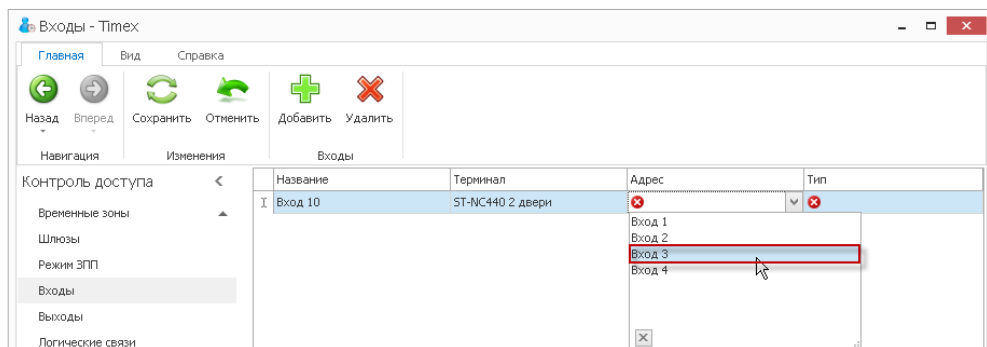 Входы - Timex
Главная Вид Справка
Назад Вперед Сохранить Отменить Добавить Удалить
Навигация Изменения Входы
Контроль доступа
Название Терминал Адрес Тип
Вход 10 ST-NC440 2 двери
Временные зоны
Вход 1
Шлюзы
Вход 2
Режим ЗПП
Вход 3
Вход 4
Входы
Выходы
Логические связи